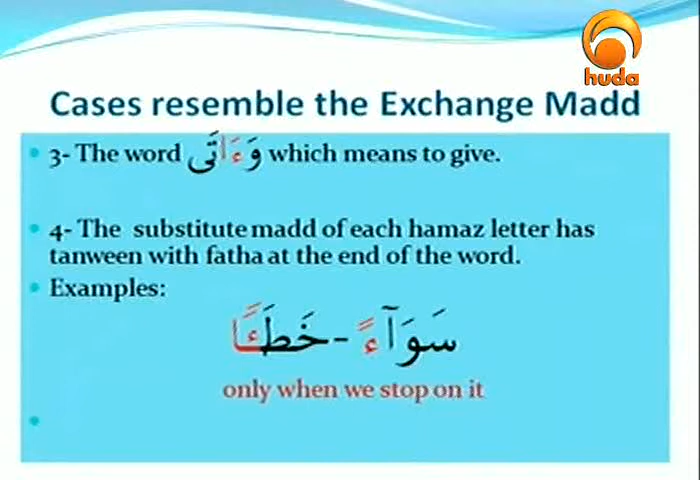 huda
Cases resemble the Exchange Madd
3- The word وَءَاتَى which means to give.
4- The substitute madd of each hamaz letter has
tanween with fatha at the end of the word.
Examples:
سَوَآءً - خَطَـًٔا
only when we stop on it